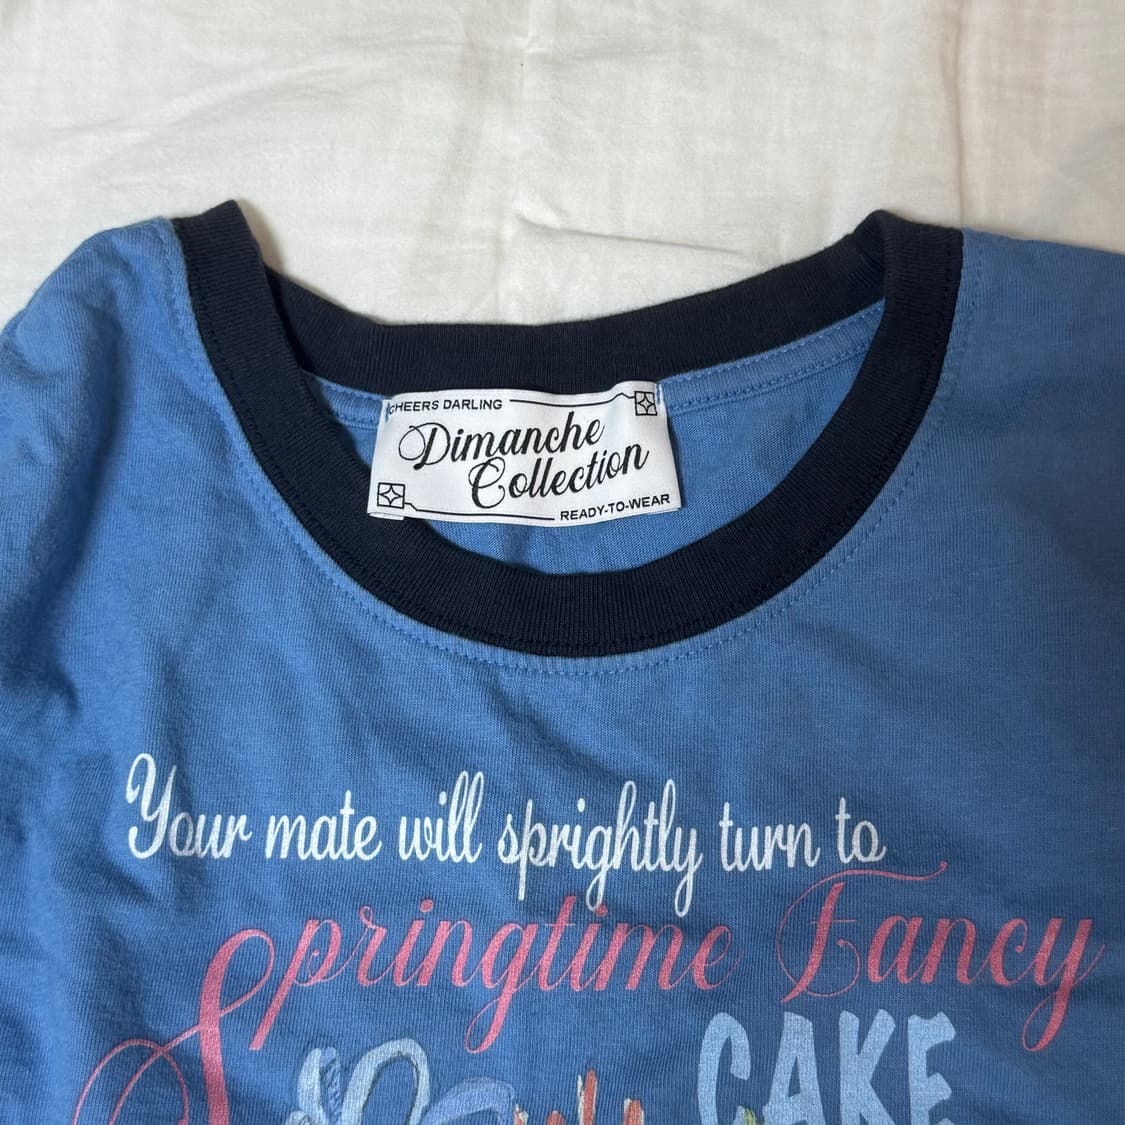 CHEERS DARLING
Dimanche
Collection
READY-TO-WEAR
Your mate will sprightly turn to
Springtime Fancy
CAKE